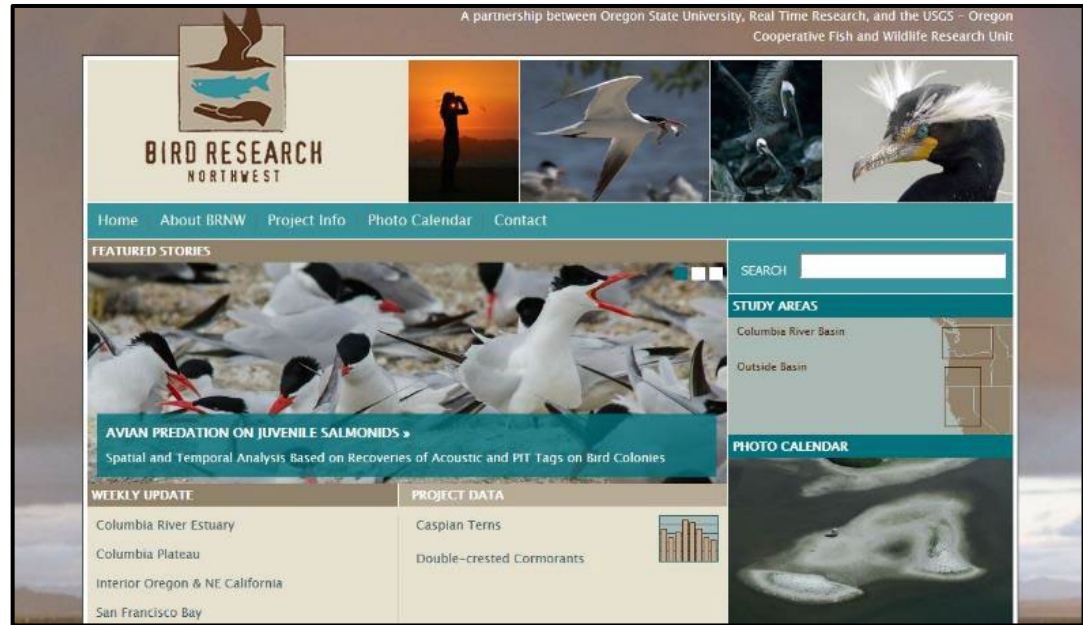 A partnership between Oregon State University, Real Time Research, and the USGS - Oregon
Cooperative Fish and Wildlife Research Unit
BIRD RESEARCH
NORTHWEST
Home About BRNW Project Info Photo Calendar Contact
FEATURED STORIES
AVIAN PREDATION ON JUVENILE SALMONIDS »
Spatial and Temporal Analysis Based on Recoveries of Acoustic and PIT Tags on Bird Colonies
WEEKLY UPDATE
Columbia River Estuary
Columbia Plateau
Interior Oregon & NE California
San Francisco Bay
PROJECT DATA
Caspian Terns
Double-crested Cormorants
SEARCH
STUDY AREAS
Columbia River Basin
Outside Basin
PHOTO CALENDAR